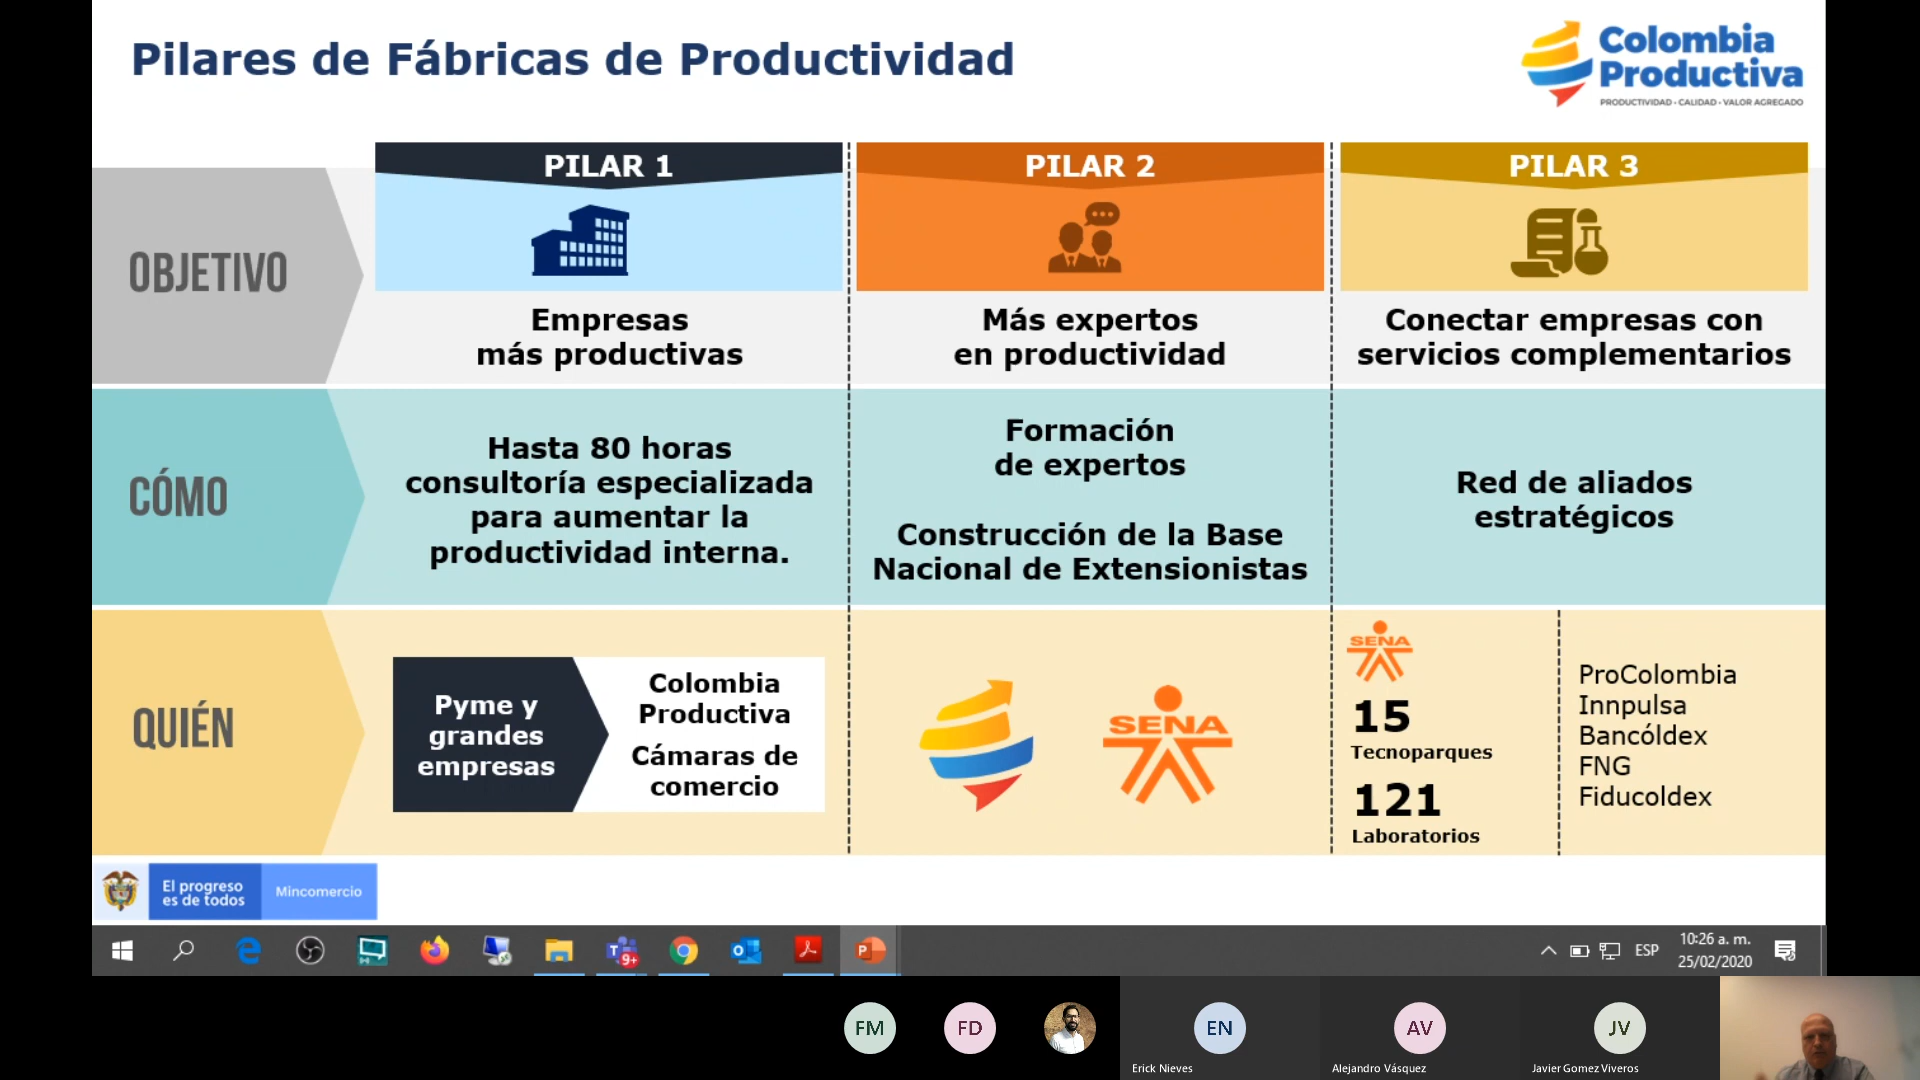 Pilares de Fábricas de Productividad
Colombia
Productiva
PRODUCTIVIDAD • CALIDAD • VALOR AGREGADO
PILAR 1
PILAR 2
PILAR 3
OBJETIVO
Empresas
más productivas
Más expertos
en productividad
Conectar empresas con
servicios complementarios
CÓMO
Hasta 80 horas
consultoría especializada
para aumentar la
productividad interna.
Formación
de expertos
Construcción de la Base
Nacional de Extensionistas
Red de aliados
estratégicos
QUIÉN
Pyme y
grandes
empresas
Colombia
Productiva
Cámaras de
comercio
SENA
SENA
15
Tecnoparques
121
Laboratorios
ProColombia
Innpulsa
Bancóldex
FNG
Fiducoldex
El progreso
es de todos
Mincomercio
9+
ESP
10:26 a. m.
25/02/2020
FM
FD
EN
AV
JV
Erick Nieves
Alejandro Vásquez
Javier Gomez Viveros